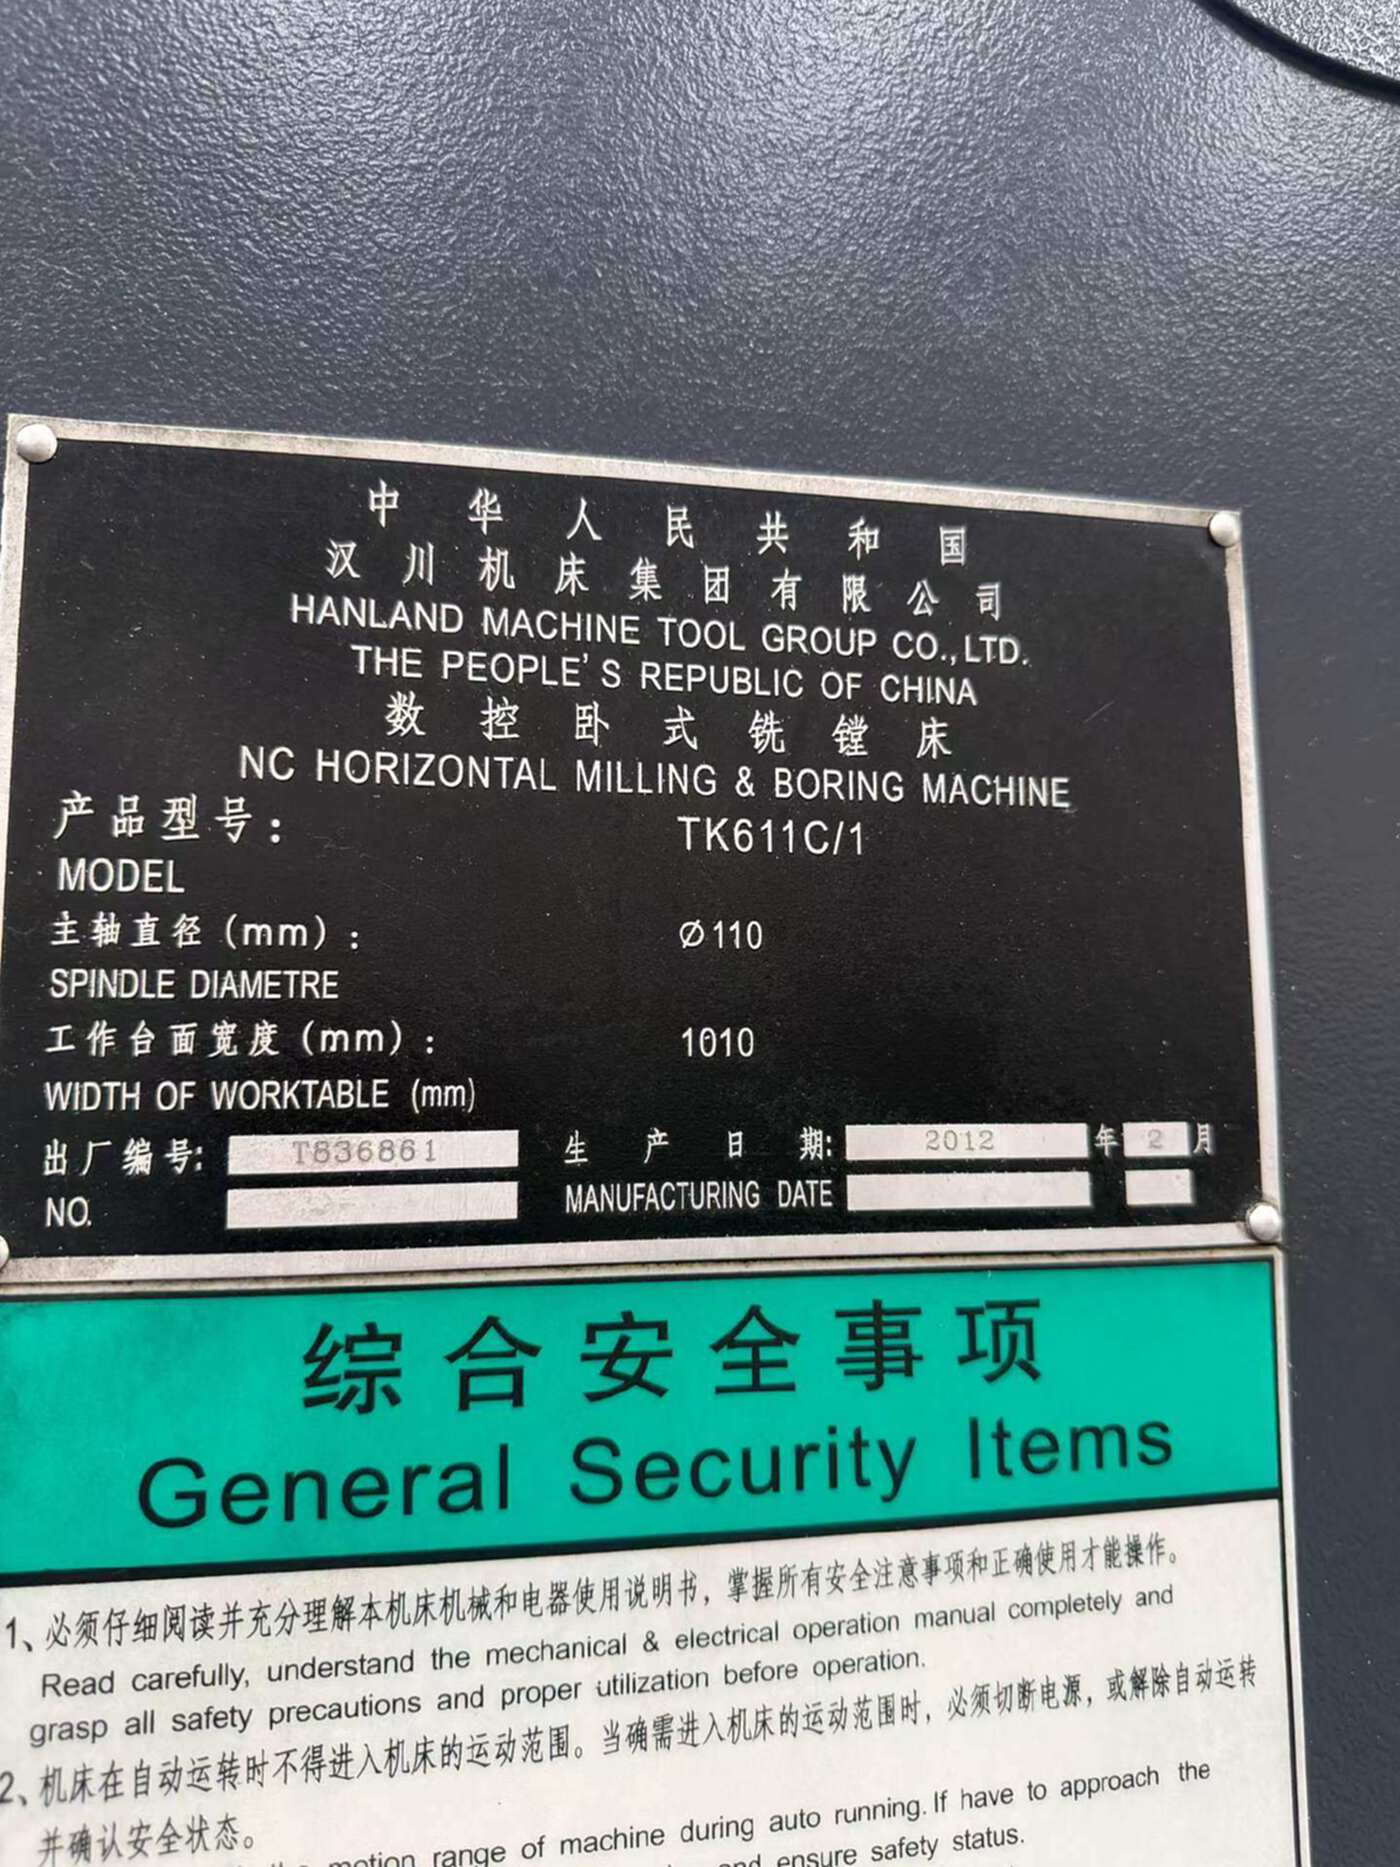 中华人民共和国
汉川机床集团有限公司
HANLAND MACHINE TOOL GROUP CO.,LTD.
THE PEOPLE'S REPUBLIC OF CHINA
数控卧式铣镗床
NC HORIZONTAL MILLING & BORING MACHINE
产品型号: TK611C/1
MODEL
主轴直径(mm): Ø110
SPINDLE DIAMETRE
工作台面宽度(mm): 1010
WIDTH OF WORKTABLE (mm)
出厂编号: T836861 生产日期: 2012 年 2 月
NO. MANUFACTURING DATE
综合安全事项
General Security Items
1、必须仔细阅读并充分理解本机床机械和电器使用说明书，掌握所有安全注意事项和正确使用才能操作。
Read carefully, understand the mechanical & electrical operation manual completely and
grasp all safety precautions and proper utilization before operation.
2、机床在自动运转时不得进入机床的运动范围。当确需进入机床的运动范围时，必须切断电源，或解除自动运转
并确认安全状态。
motion range of machine during auto running. If have to approach the
and ensure safety status.